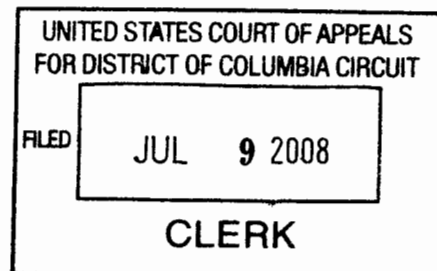 UNITED STATES COURT OF APPEALS
FOR DISTRICT OF COLUMBIA CIRCUIT
FILED
JUL 9 2008
CLERK